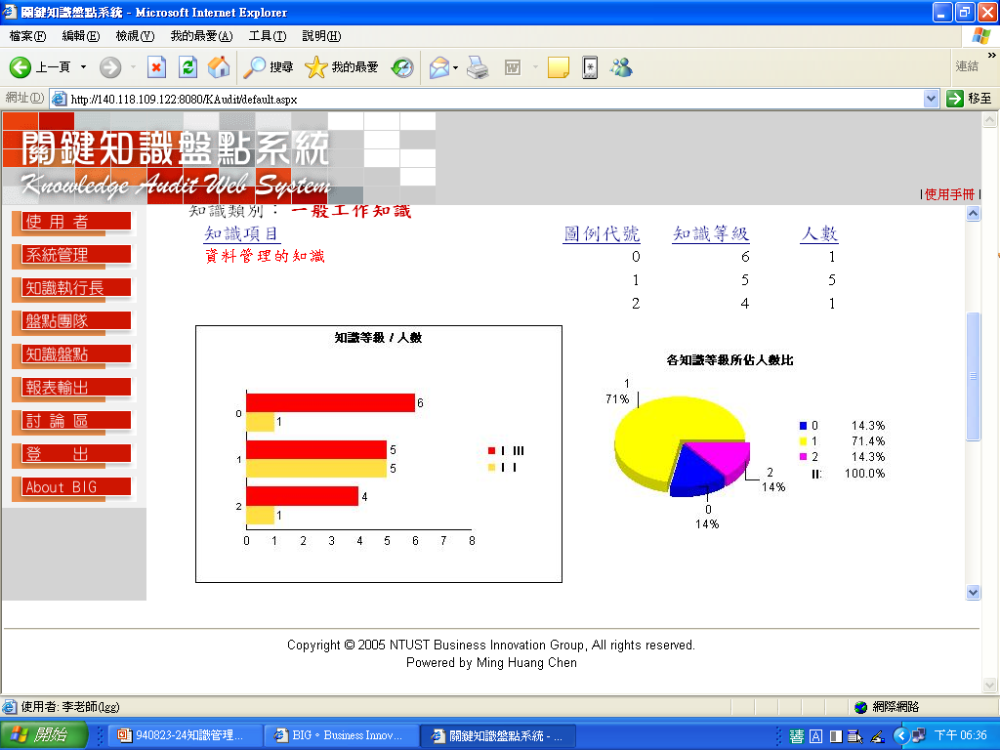 關鍵知識盤點系統 - Microsoft Internet Explorer
檔案(F) 編輯(E) 檢視(V) 我的最愛(A) 工具(T) 說明(H)
上一頁 搜尋 我的最愛 連結
網址(D) http://140.118.109.122:8080/KAudit/default.aspx 移至
關鍵知識盤點系統
Knowledge Audit Web System
|使用手冊|
使用者
系統管理
知識執行長
盤點團隊
知識盤點
報表輸出
討論區
登出
About BIG
知識類別： 一般工作知識
知識項目 圖例代號 知識等級 人數
資料管理的知識 0 6 1
1 5 5
2 4 1
知識等級 / 人數
0 6
1
1 5
5
2 4
1
0 1 2 3 4 5 6 7 8
各知識等級所佔人數比
1
71%
2
14%
0
14%
0 14.3%
1 71.4%
2 14.3%
100.0%
Copyright © 2005 NTUST Business Innovation Group, All rights reserved.
Powered by Ming Huang Chen
使用者: 李老師(lgg) 網際網路
開始 940823-24知識管理... BIG。Business Innov... 關鍵知識盤點系統 - ... 下午 06:36